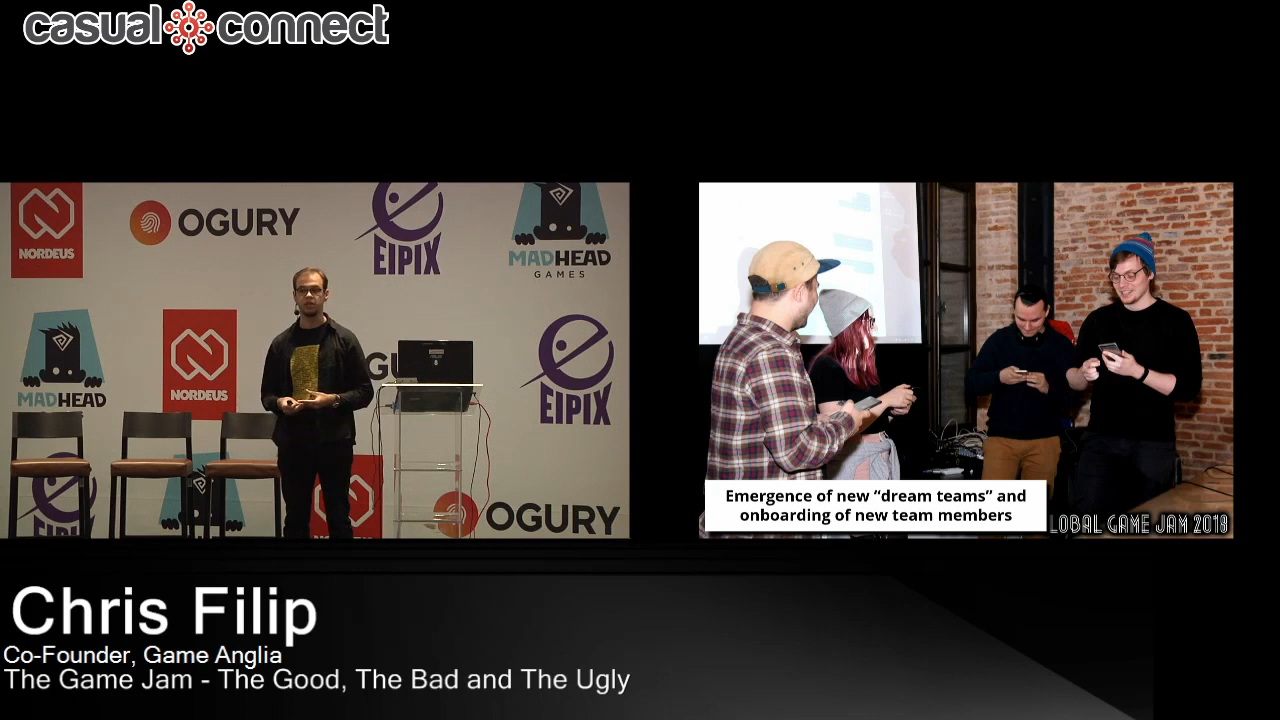 casual connect
NORDEUS
OGURY
EIPIX
MADHEAD
GAMES
MADHEAD
NORDEUS
OGU
EIPIX
EIPIX
OGURY
Emergence of new “dream teams” and
onboarding of new team members
LOBAL GAME JAM 2018
Chris Filip
Co-Founder, Game Anglia
The Game Jam - The Good, The Bad and The Ugly